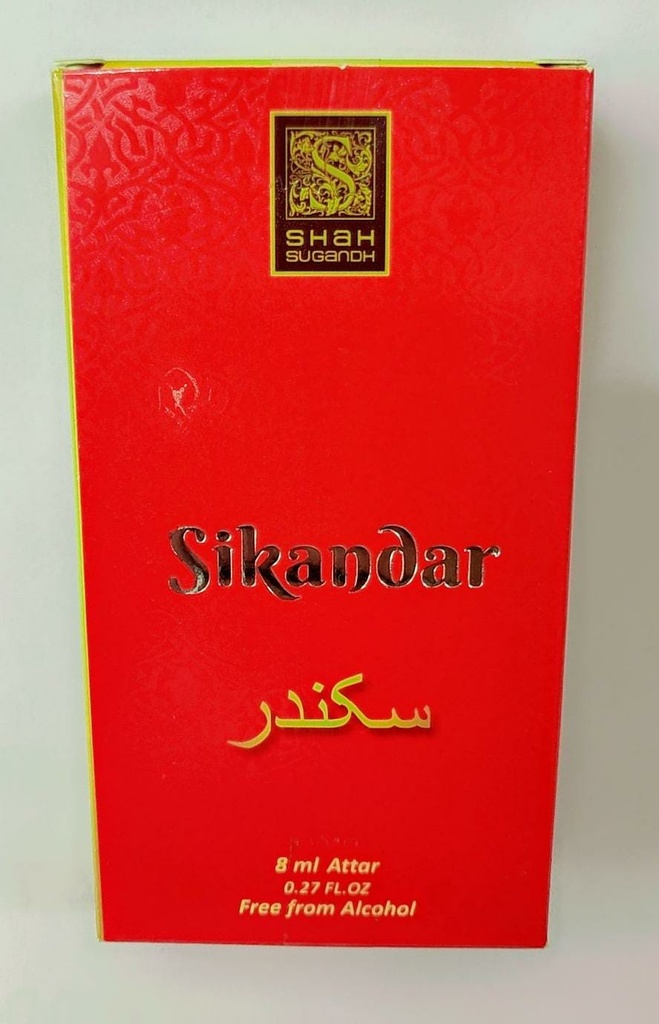 S
SHAH
SUGANDH
Sikandar
سکندر
8 ml Attar
0.27 FL.OZ
Free from Alcohol